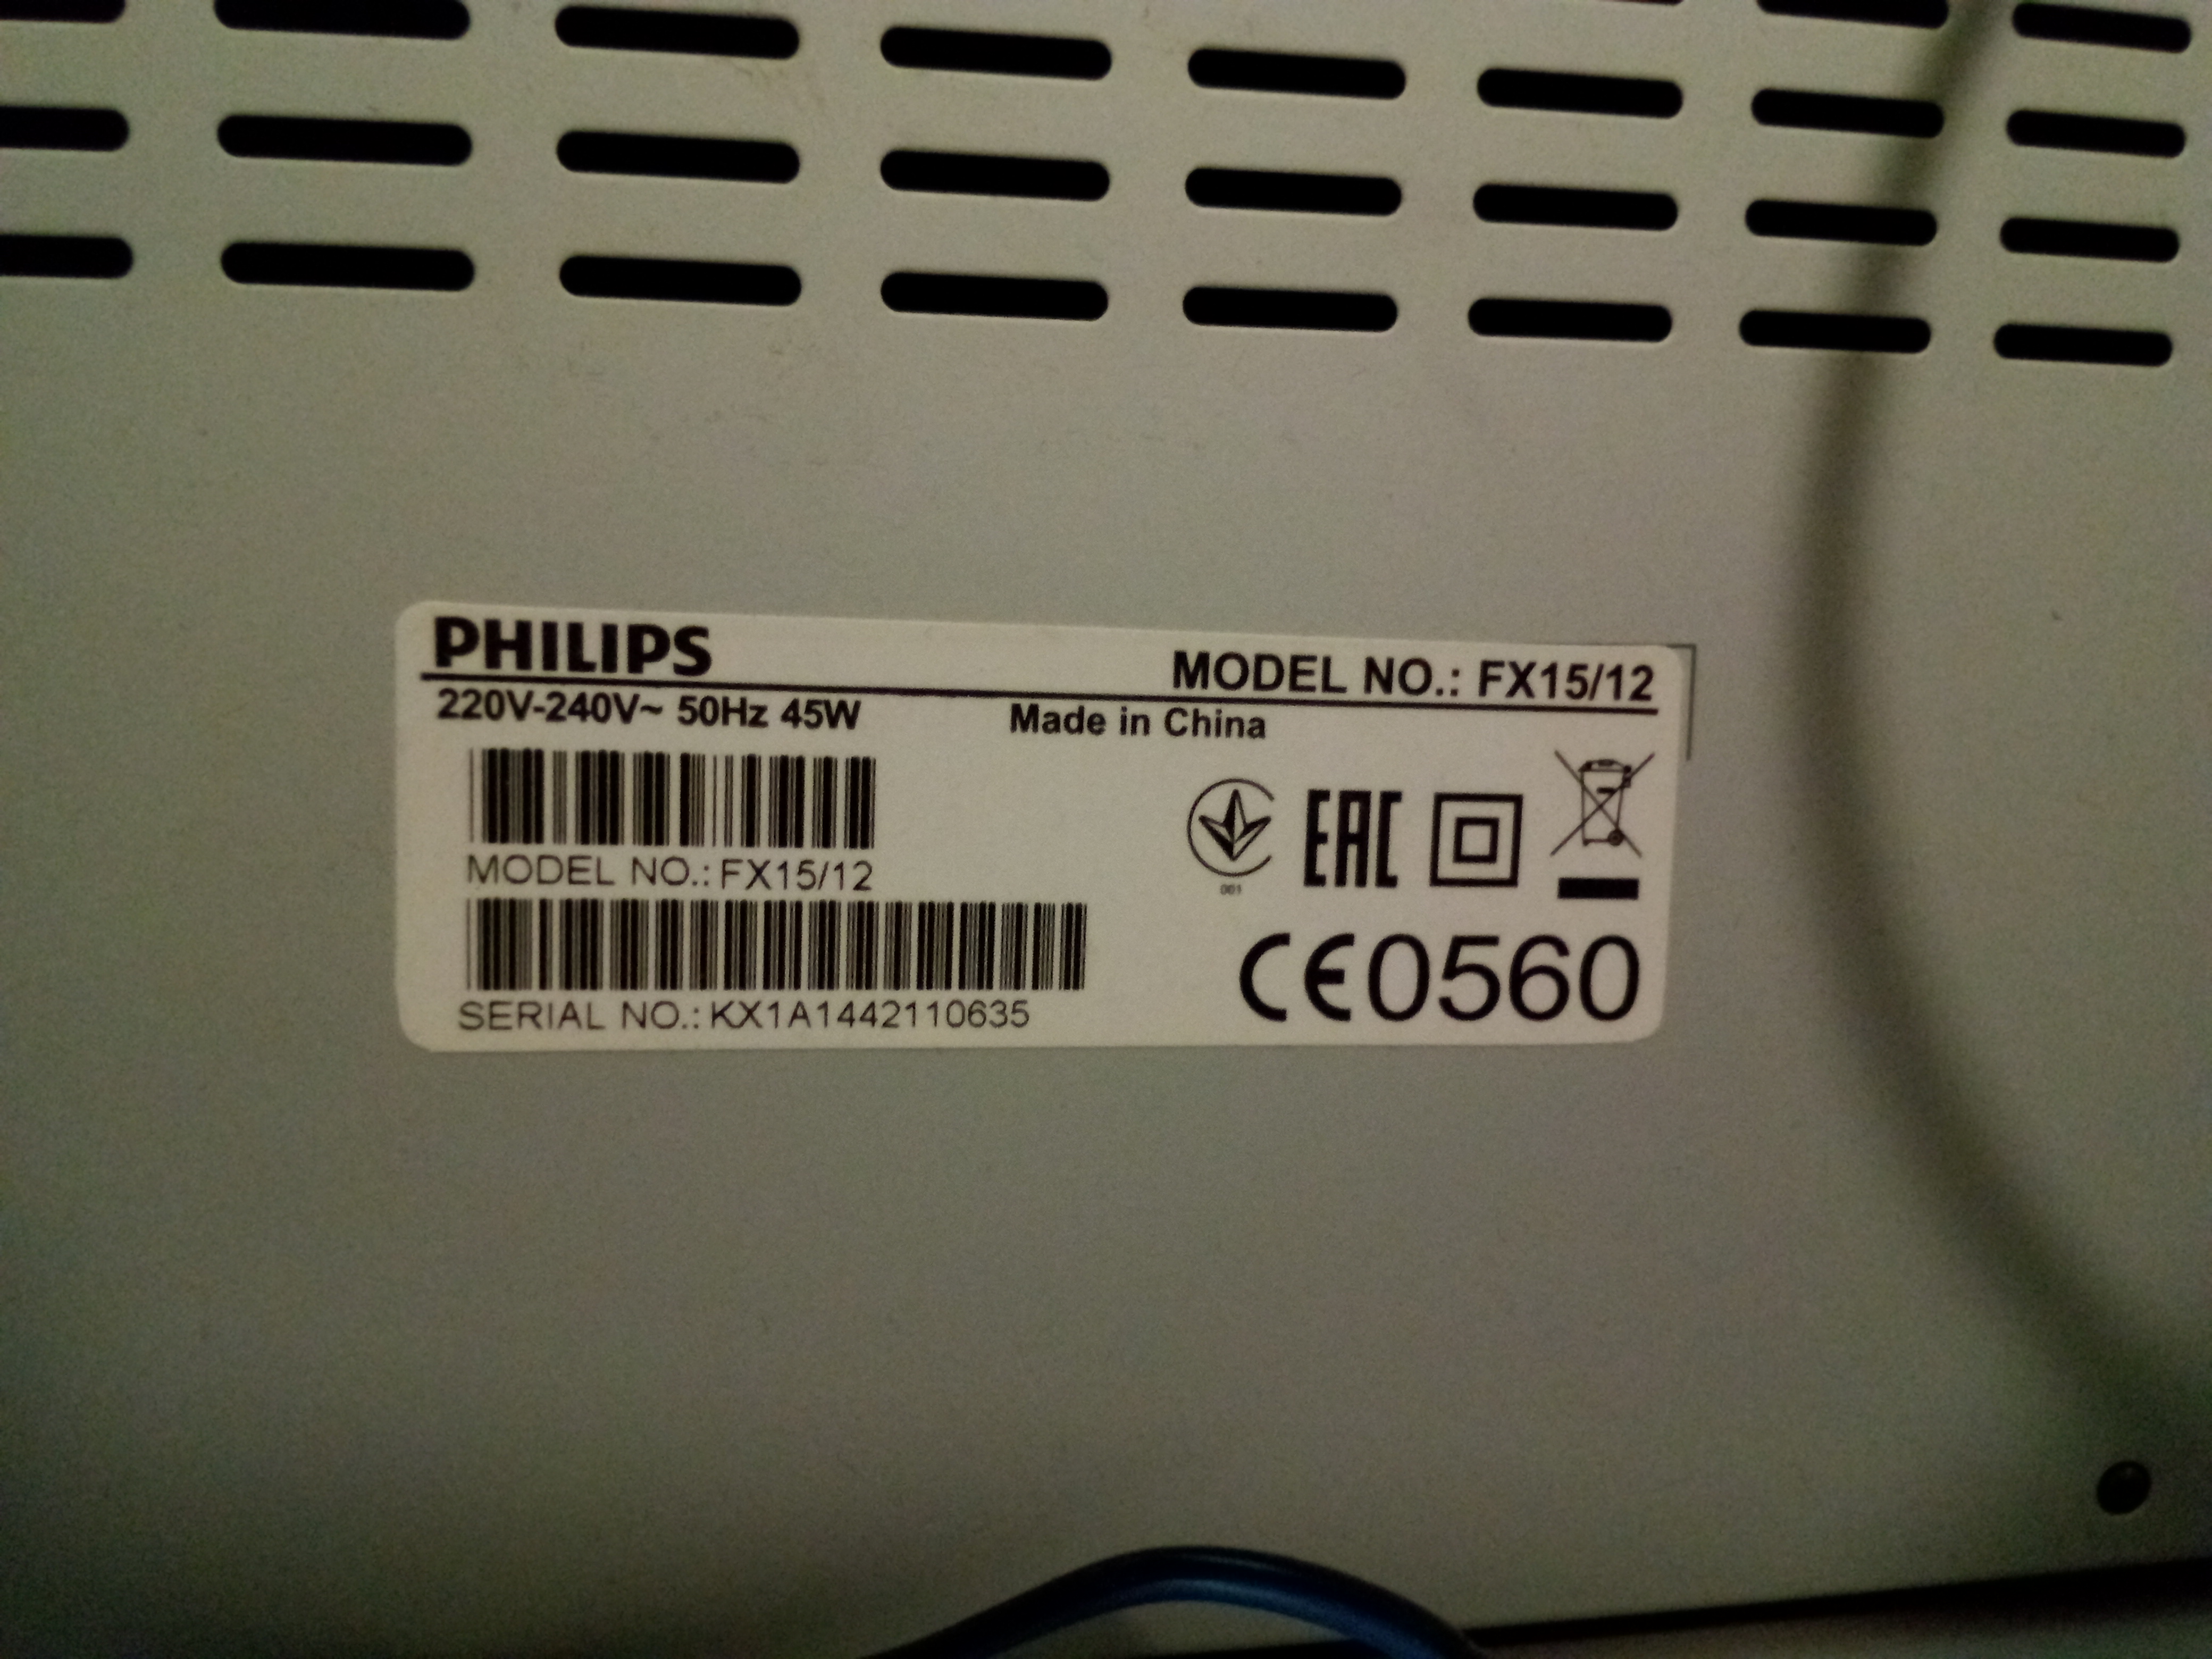 PHILIPS
MODEL NO.: FX15/12
220V-240V~ 50Hz 45W
Made in China
MODEL NO.: FX15/12
001
EAC
SERIAL NO.: KX1A1442110635
CE0560